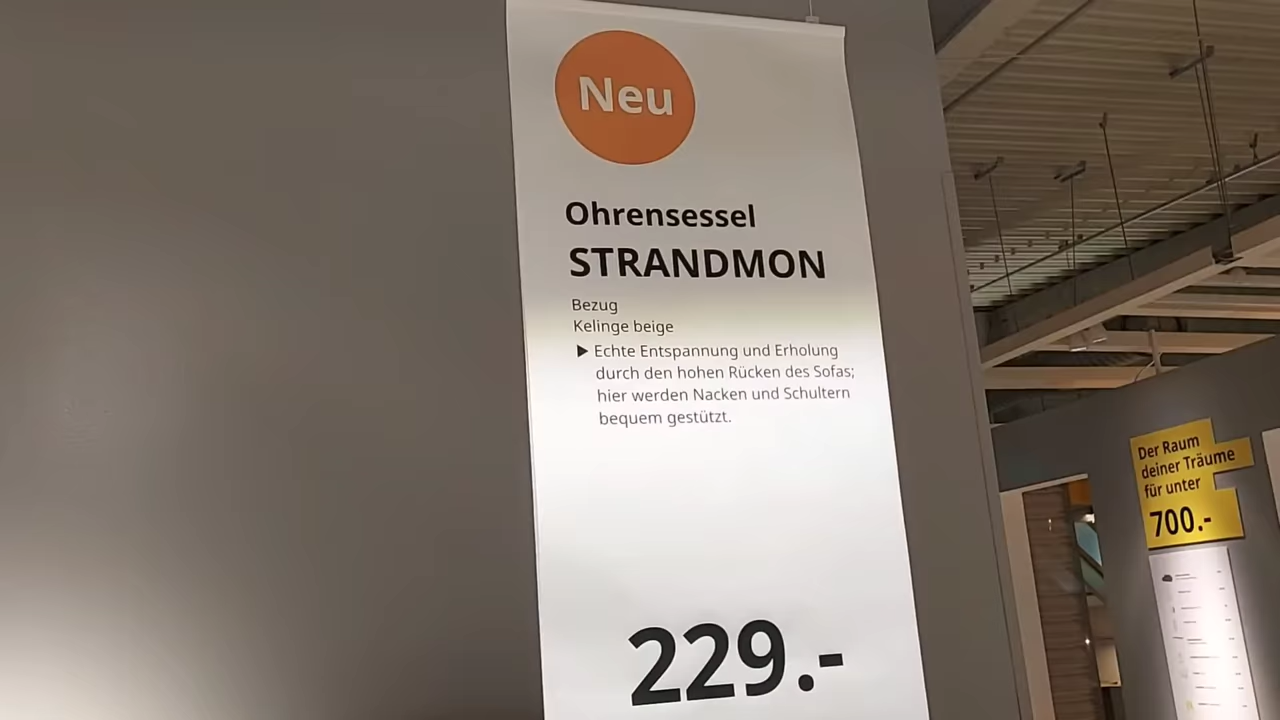 Neu
Ohrensessel
STRANDMON
Bezug
Kelinge beige
▶ Echte Entspannung und Erholung
durch den hohen Rücken des Sofas;
hier werden Nacken und Schultern
bequem gestützt.
229.-
Der Raum
deiner Träume
für unter
700.-